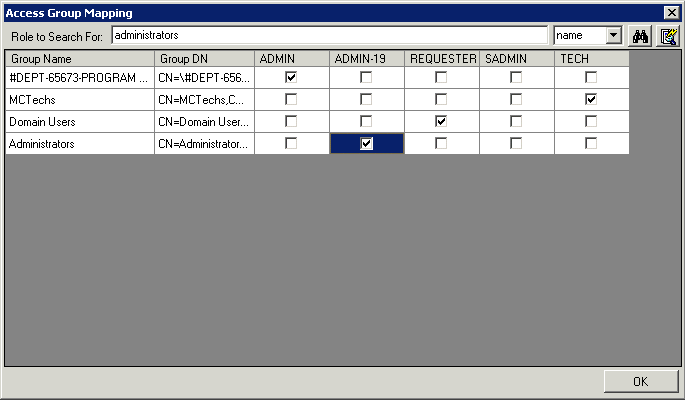 Access Group Mapping
Role to Search For: administrators name
Group Name Group DN ADMIN ADMIN-19 REQUESTER SADMIN TECH
#DEPT-65673-PROGRAM ... CN=\#DEPT-656...
MCTechs CN=MCTechs,C...
Domain Users CN=Domain User...
Administrators CN=Administrator...
OK